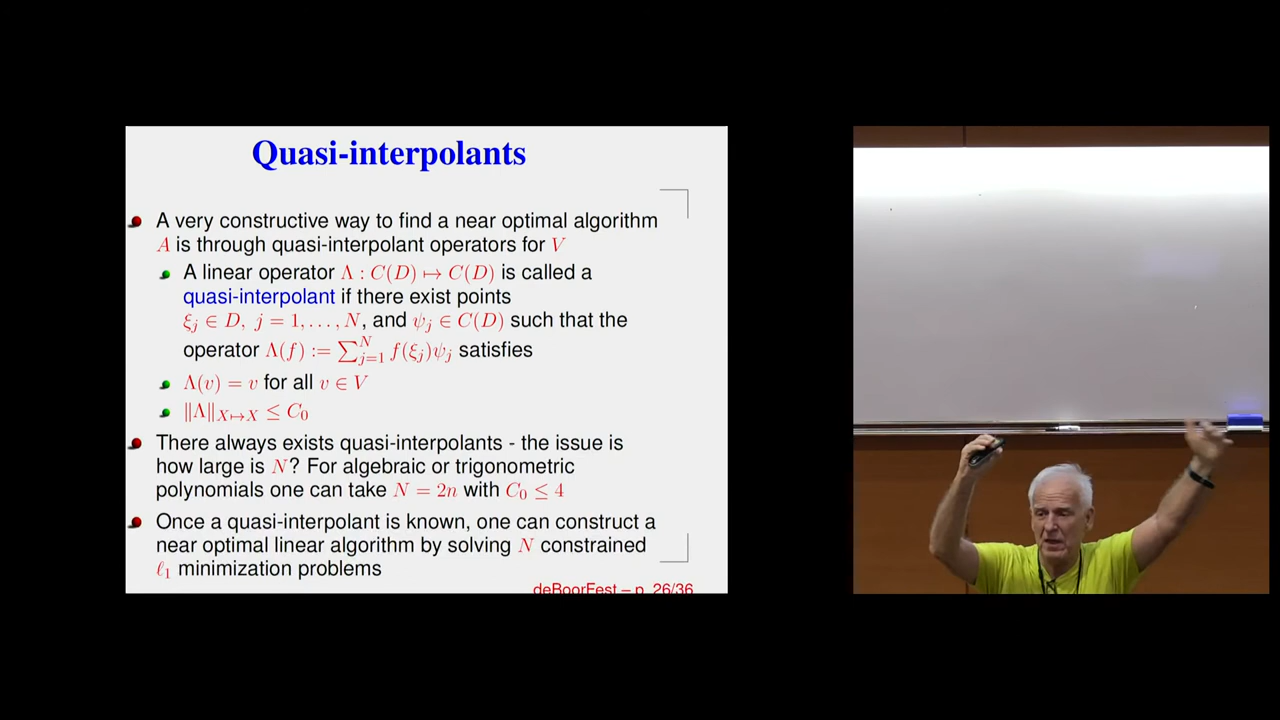 Quasi-interpolants
A very constructive way to find a near optimal algorithm
A is through quasi-interpolant operators for V
A linear operator Λ : C(D) ↦ C(D) is called a
quasi-interpolant if there exist points
ξ_j ∈ D, j = 1, . . . , N, and ψ_j ∈ C(D) such that the
operator Λ(f) := ∑_{j=1}^{N} f(ξ_j)ψ_j satisfies
Λ(v) = v for all v ∈ V
‖Λ‖_{X↦X} ≤ C_0
There always exists quasi-interpolants - the issue is
how large is N? For algebraic or trigonometric
polynomials one can take N = 2n with C_0 ≤ 4
Once a quasi-interpolant is known, one can construct a
near optimal linear algorithm by solving N constrained
ℓ_1 minimization problems
deBoorFest – p. 26/36